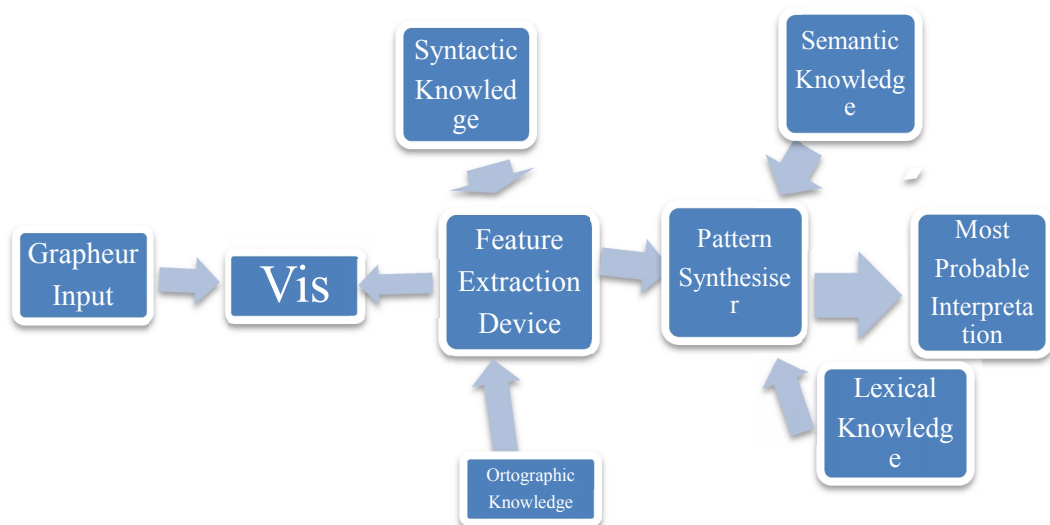 Syntactic
Knowled
ge
Semantic
Knowledg
e
Grapheur
Input
Vis
Feature
Extraction
Device
Pattern
Synthesise
r
Most
Probable
Interpreta
tion
Lexical
Knowledg
e
Ortographic
Knowledge